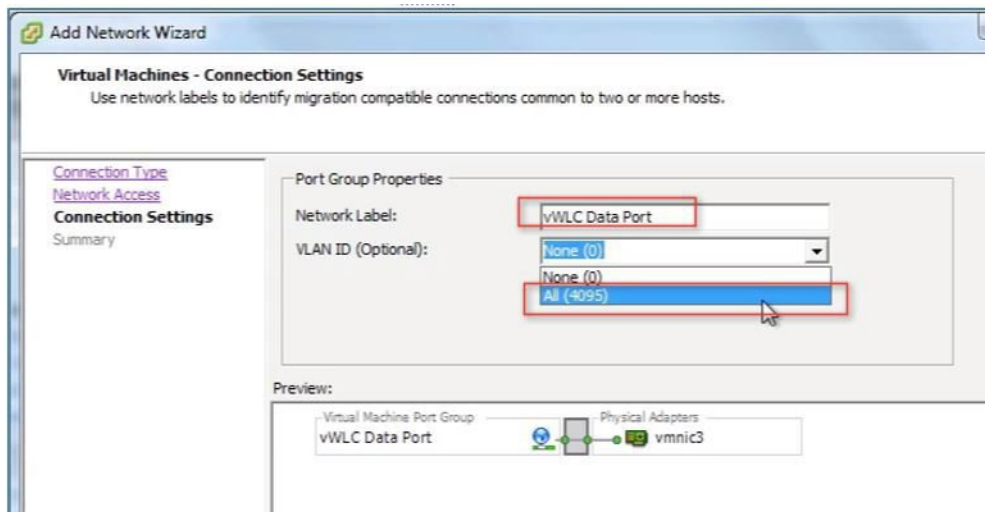 Add Network Wizard
Virtual Machines - Connection Settings
Use network labels to identify migration compatible connections common to two or more hosts.
Connection Type
Network Access
Connection Settings
Summary
Port Group Properties
Network Label:
vWLC Data Port
VLAN ID (Optional):
None (0)
None (0)
All (4095)
Preview:
Virtual Machine Port Group
Physical Adapters
vWLC Data Port
vmnic3